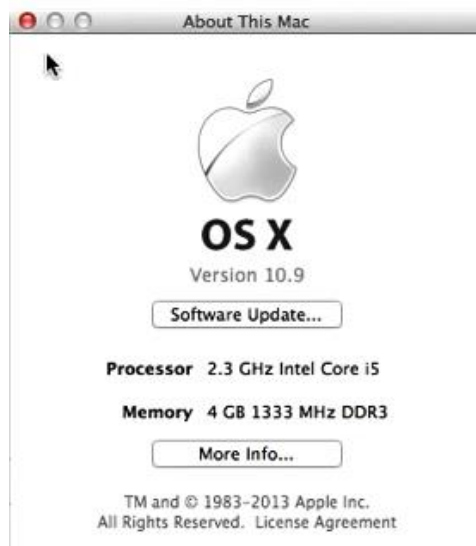 About This Mac
OS X
Version 10.9
Software Update...
Processor 2.3 GHz Intel Core i5
Memory 4 GB 1333 MHz DDR3
More Info...
TM and © 1983-2013 Apple Inc.
All Rights Reserved. License Agreement